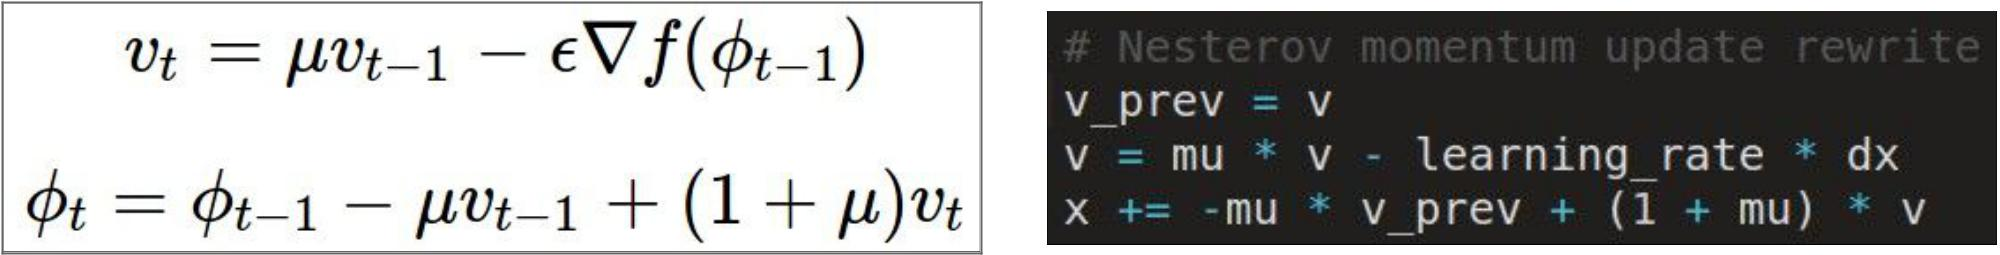 v_t = μv_{t−1} − ϵ∇f(ϕ_{t−1})
ϕ_t = ϕ_{t−1} − μv_{t−1} + (1 + μ)v_t
# Nesterov momentum update rewrite
v_prev = v
v = mu * v - learning_rate * dx
x += -mu * v_prev + (1 + mu) * v